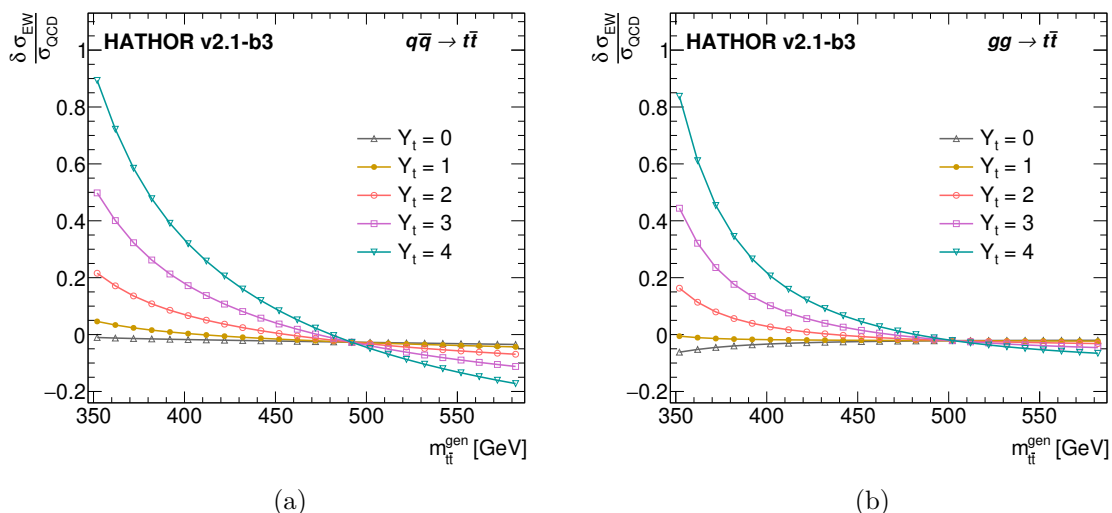 δ σ_EW / σ_QCD
HATHOR v2.1-b3 qq̅ → tt̅
1
0.8
0.6
0.4
0.2
0
−0.2
Y_t = 0
Y_t = 1
Y_t = 2
Y_t = 3
Y_t = 4
350 400 450 500 550
m_tt̅^gen [GeV]
(a)
δ σ_EW / σ_QCD
HATHOR v2.1-b3 gg → tt̅
1
0.8
0.6
0.4
0.2
0
−0.2
Y_t = 0
Y_t = 1
Y_t = 2
Y_t = 3
Y_t = 4
350 400 450 500 550
m_tt̅^gen [GeV]
(b)